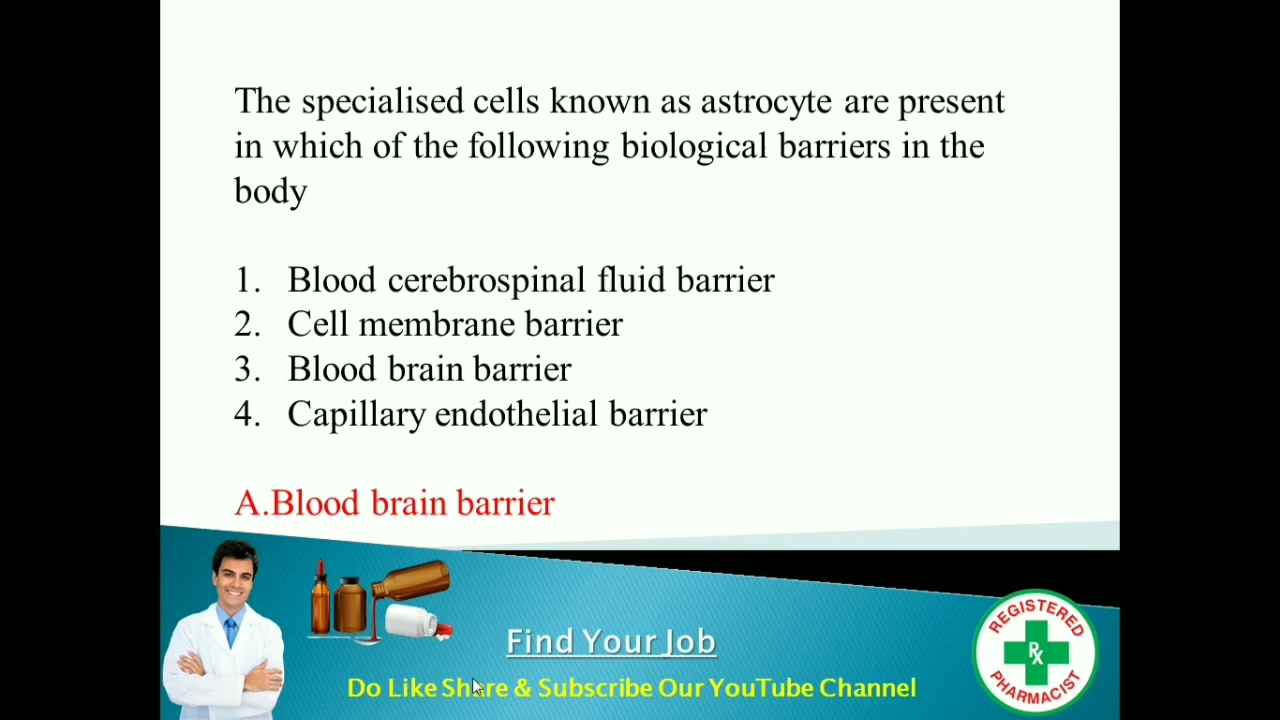 The specialised cells known as astrocyte are present
in which of the following biological barriers in the
body
1. Blood cerebrospinal fluid barrier
2. Cell membrane barrier
3. Blood brain barrier
4. Capillary endothelial barrier
A.Blood brain barrier
Find Your Job
Do Like Share & Subscribe Our YouTube Channel
REGISTERED
Rx
PHARMACIST